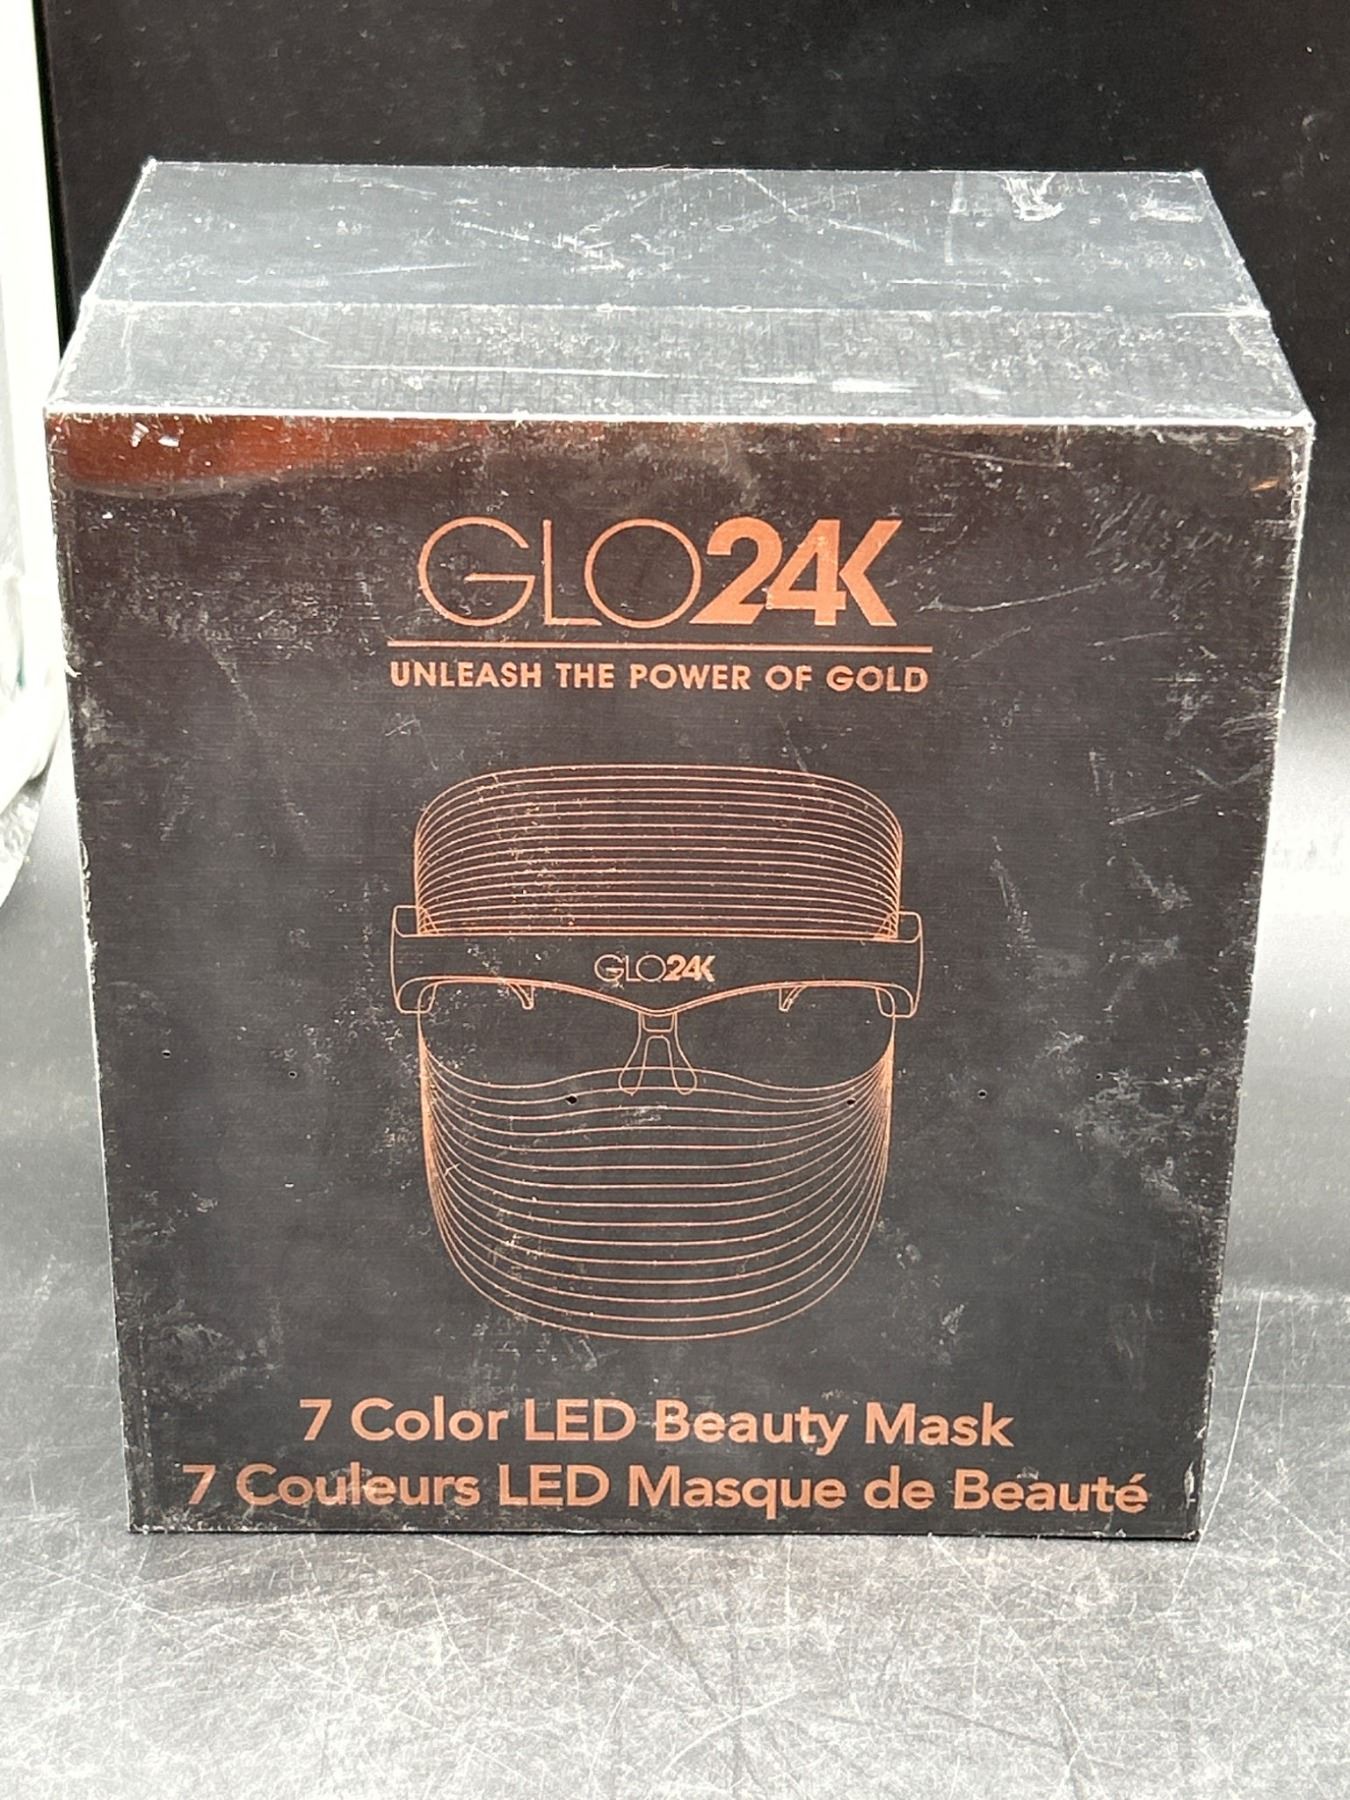 GLO24K
UNLEASH THE POWER OF GOLD
GLO24K
7 Color LED Beauty Mask
7 Couleurs LED Masque de Beauté